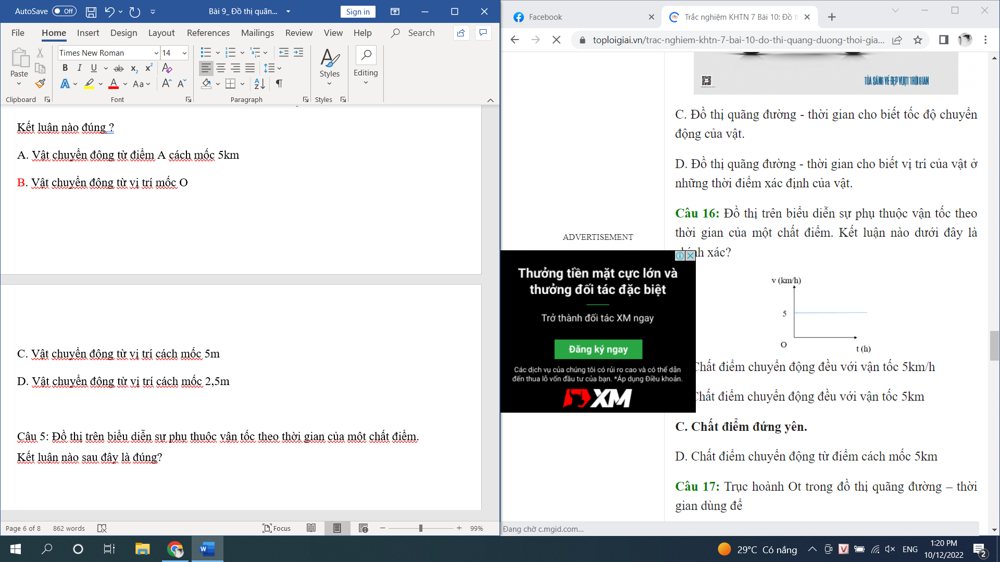 AutoSave Off Bài 9_ Đồ thị quãn... Sign in
File Home Insert Design Layout References Mailings Review View Help Search
Paste
Times New Roman 14
Styles
Editing
Clipboard Font Paragraph Styles
Kết luận nào đúng ?
A. Vật chuyển động từ điểm A cách mốc 5km
B. Vật chuyển động từ vị trí mốc O
C. Vật chuyển động từ vị trí cách mốc 5m
D. Vật chuyển động từ vị trí cách mốc 2,5m
Câu 5: Đồ thị trên biểu diễn sự phụ thuộc vận tốc theo thời gian của một chất điểm.
Kết luận nào sau đây là đúng?
Page 6 of 8 862 words Focus 99%
Facebook
Trắc nghiệm KHTN 7 Bài 10: Đồ
toploigiai.vn/trac-nghiem-khtn-7-bai-10-do-thi-quang-duong-thoi-gia...
TỎA SÁNG VẺ ĐẸP VƯỢT THỜI GIAN
C. Đồ thị quãng đường - thời gian cho biết tốc độ chuyển
động của vật.
D. Đồ thị quãng đường - thời gian cho biết vị trí của vật ở
những thời điểm xác định của vật.
Câu 16: Đồ thị trên biểu diễn sự phụ thuộc vận tốc theo
thời gian của một chất điểm. Kết luận nào dưới đây là
xác?
ADVERTISEMENT
Thưởng tiền mặt cực lớn và
thưởng đối tác đặc biệt
Trở thành đối tác XM ngay
Đăng ký ngay
Các dịch vụ của chúng tôi có rủi ro cao và có thể dẫn
đến thua lỗ vốn đầu tư của bạn. *Áp dụng Điều khoản.
XM
v (km/h)
5
O
t (h)
Chất điểm chuyển động đều với vận tốc 5km/h
Chất điểm chuyển động đều với vận tốc 5km
C. Chất điểm đứng yên.
D. Chất điểm chuyển động từ điểm cách mốc 5km
Câu 17: Trục hoành Ot trong đồ thị quãng đường – thời
gian dùng để
Đang chờ c.mgid.com...
29°C Có nắng ENG
1:20 PM
10/12/2022
2